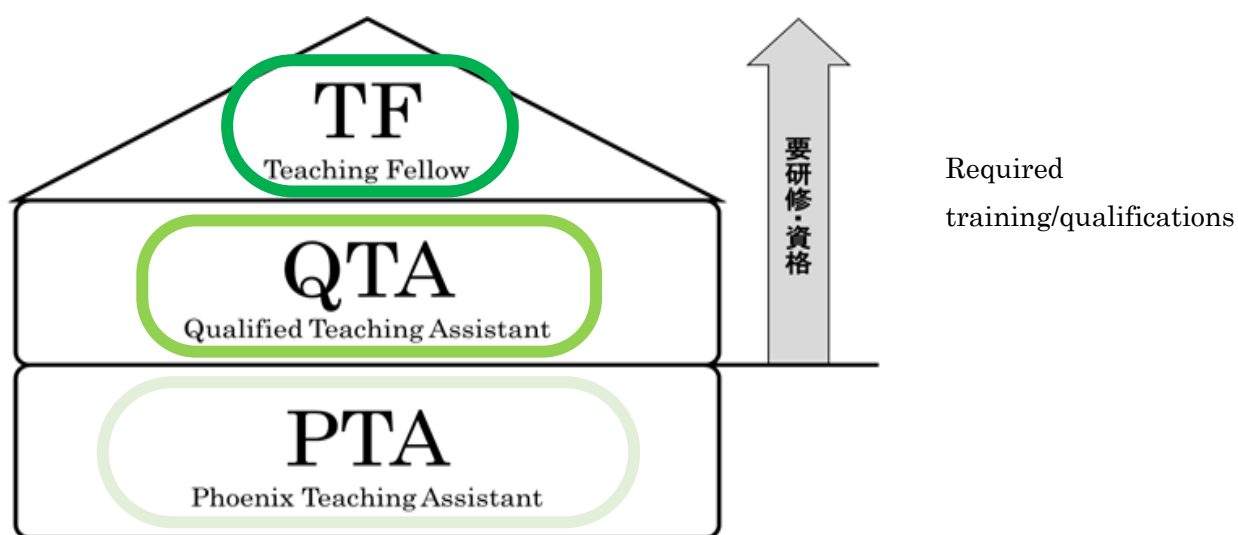 TF
Teaching Fellow
QTA
Qualified Teaching Assistant
PTA
Phoenix Teaching Assistant
要研修・資格
Required
training/qualifications